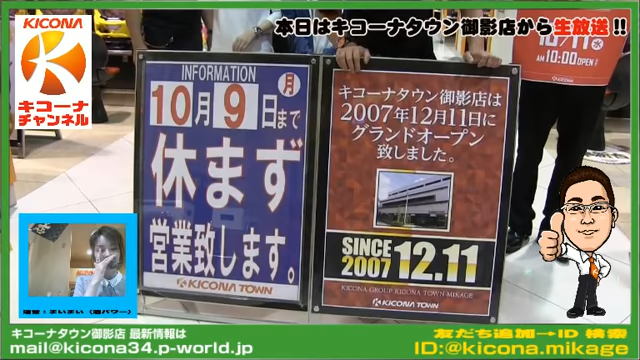 KICONA
キコーナ
チャンネル
本日はキコーナタウン御影店から生放送!!
10/11水
AM10:00OPEN
INFORMATION
10月9日(月)まで
休まず
営業致します。
KICONA TOWN
キコーナタウン御影店は
2007年12月11日に
グランドオープン
致しました。
SINCE
2007 12.11
KICONA GROUP KICONA TOWN MIKAGE
KICONA TOWN
キコーナタウン御影店 最新情報は
mail@kicona34.p-world.jp
友だち追加→ID 検索
ID:@kicona.mikage